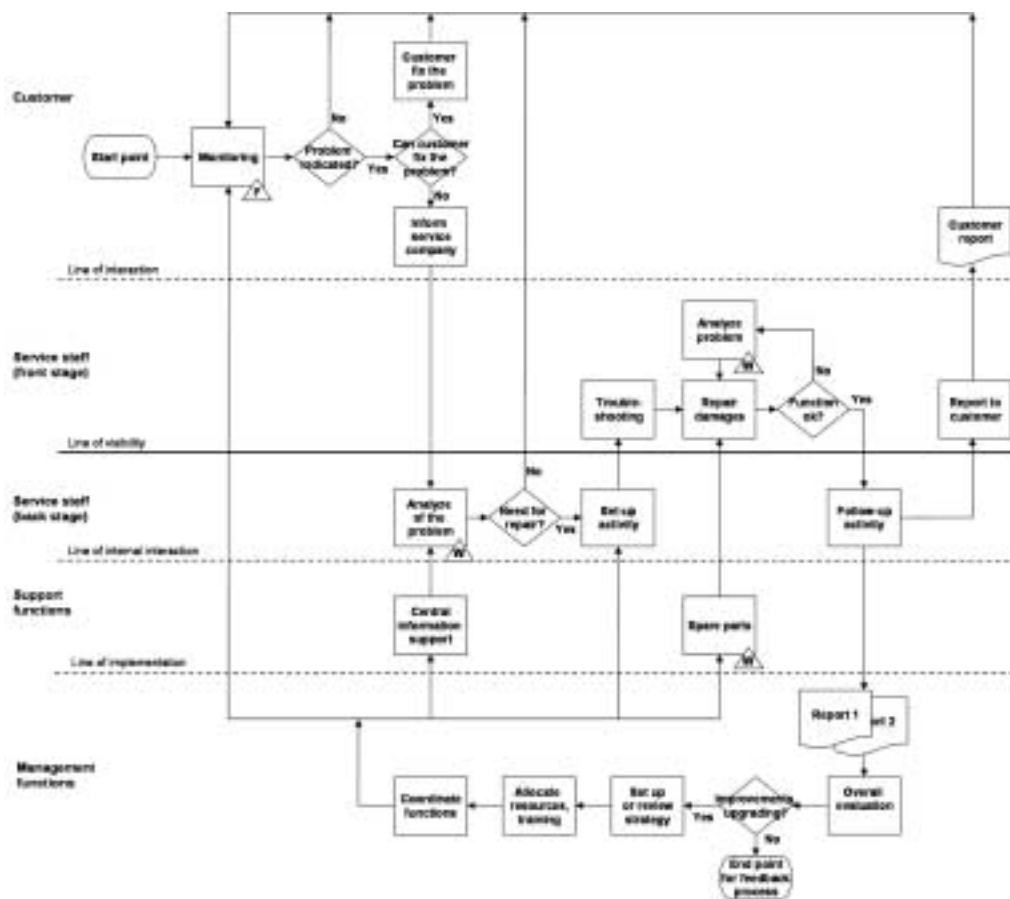 Customer
fix the
problem
Customer
No
Yes
Start point
Monitoring
Problem
indicated?
Yes
Can customer
fix the
problem?
F
No
Inform
service
company
Customer
report
Line of interaction
Analyze
problem
Service staff
(front stage)
W
No
Trouble-
shooting
Repair
damages
Function
ok?
Yes
Report to
customer
Line of visibility
No
Service staff
(back stage)
Analyze
of the
problem
Need for
repair?
Yes
Set-up
activity
Follow-up
activity
W
Line of internal interaction
Support
functions
Central
information
support
Spare parts
W
Line of implementation
Report 1
ort 2
Management
functions
Coordinate
functions
Allocate
resources,
training
Set up
or review
strategy
Yes
Improvements,
upgrading?
Overall
evaluation
No
End point
for feedback
process